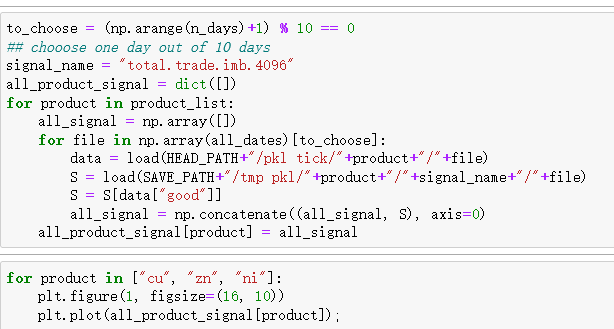 to_choose = (np.arange(n_days)+1) % 10 == 0
## chooose one day out of 10 days
signal_name = "total.trade.imb.4096"
all_product_signal = dict([])
for product in product_list:
    all_signal = np.array([])
    for file in np.array(all_dates)[to_choose]:
        data = load(HEAD_PATH+"/pkl tick/"+product+"/"+file)
        S = load(SAVE_PATH+"/tmp pkl/"+product+"/"+signal_name+"/"+file)
        S = S[data["good"]]
        all_signal = np.concatenate((all_signal, S), axis=0)
    all_product_signal[product] = all_signal
for product in ["cu", "zn", "ni"]:
    plt.figure(1, figsize=(16, 10))
    plt.plot(all_product_signal[product]);